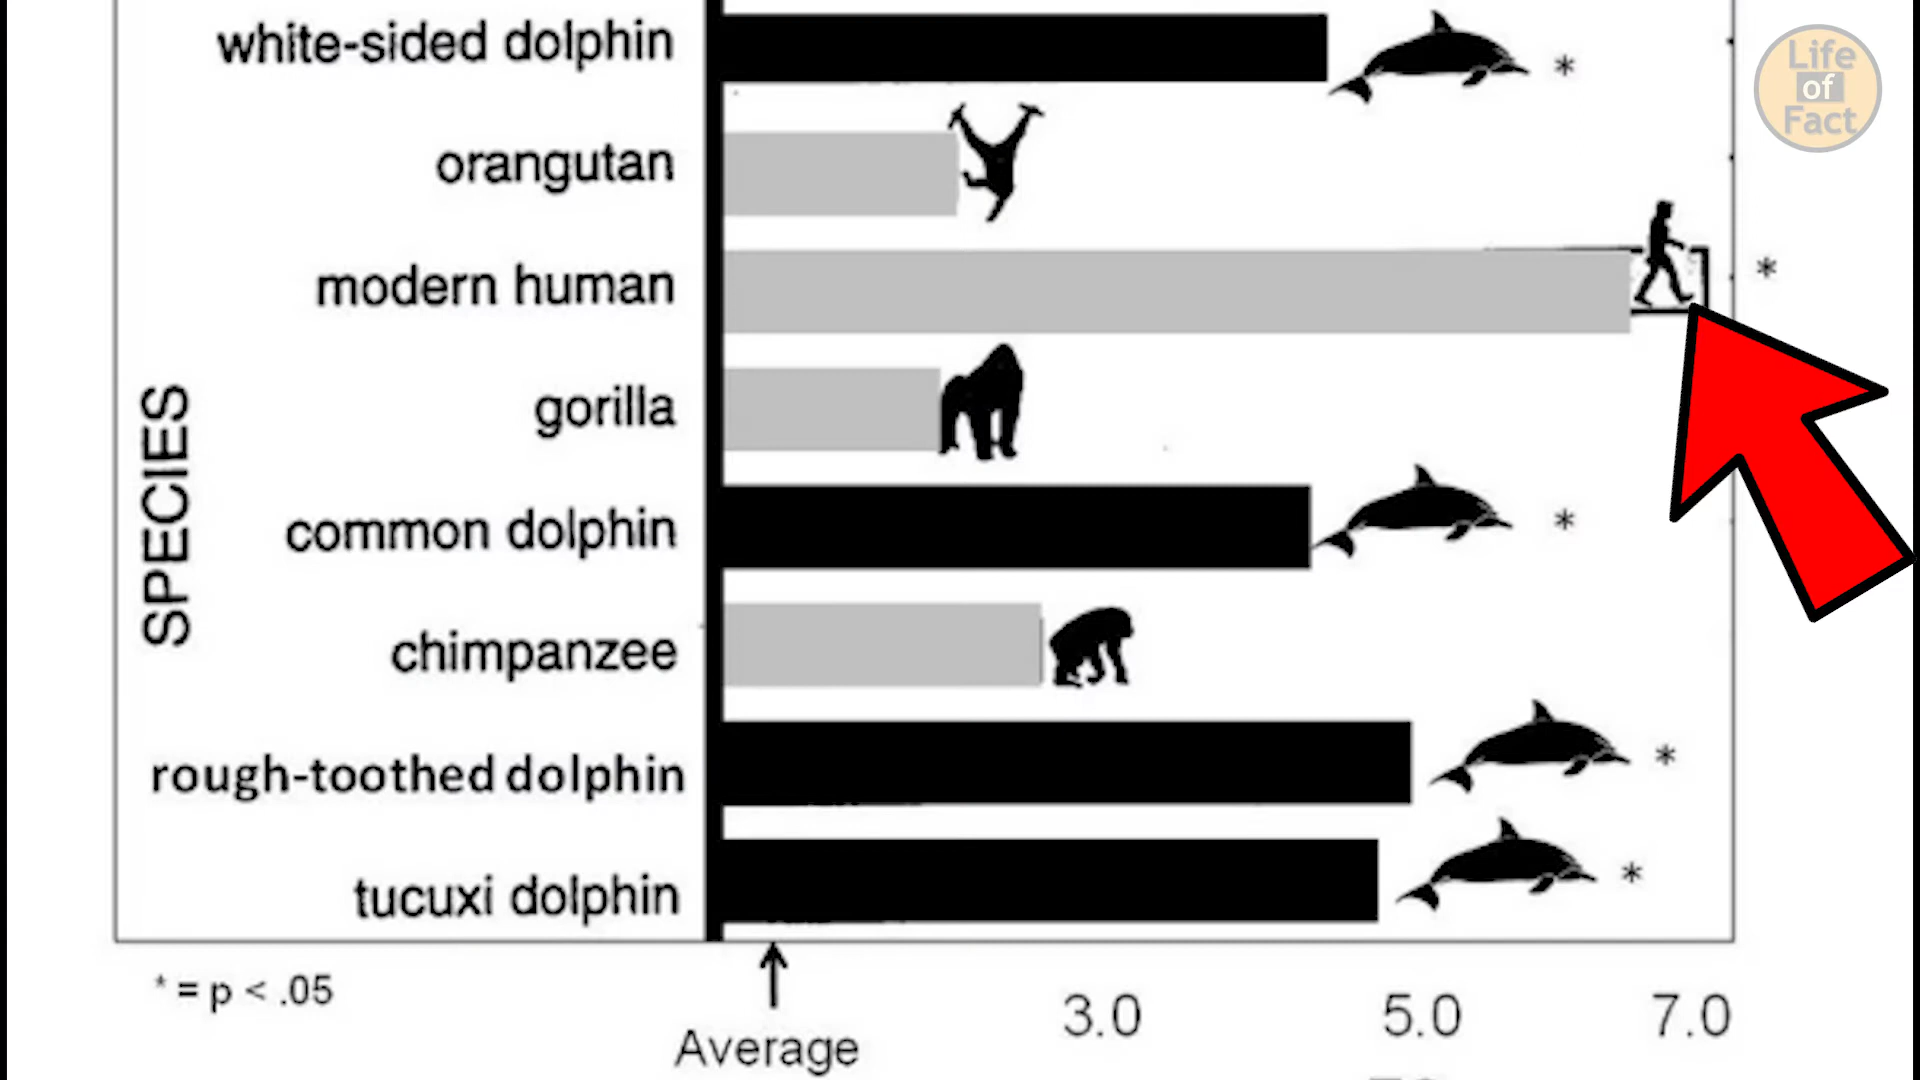 white-sided dolphin
*
Life
of
Fact
orangutan
modern human
*
gorilla
SPECIES
common dolphin
*
chimpanzee
rough-toothed dolphin
*
tucuxi dolphin
*
* = p < .05
3.0 5.0 7.0
Average